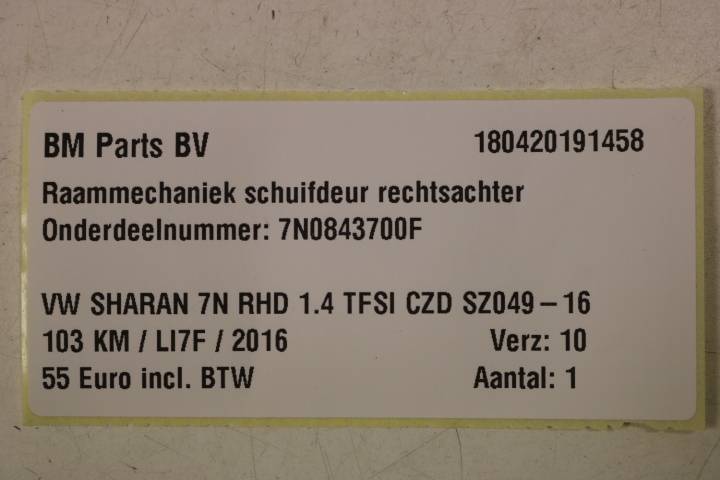 BM Parts BV 180420191458
Raammechaniek schuifdeur rechtsachter
Onderdeelnummer: 7N0843700F
VW SHARAN 7N RHD 1.4 TFSI CZD SZ049 – 16
103 KM / LI7F / 2016 Verz: 10
55 Euro incl. BTW Aantal: 1